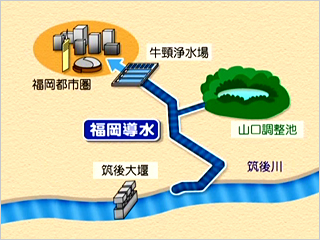 牛頸浄水場
福岡都市圏
福岡導水
山口調整池
筑後大堰
筑後川